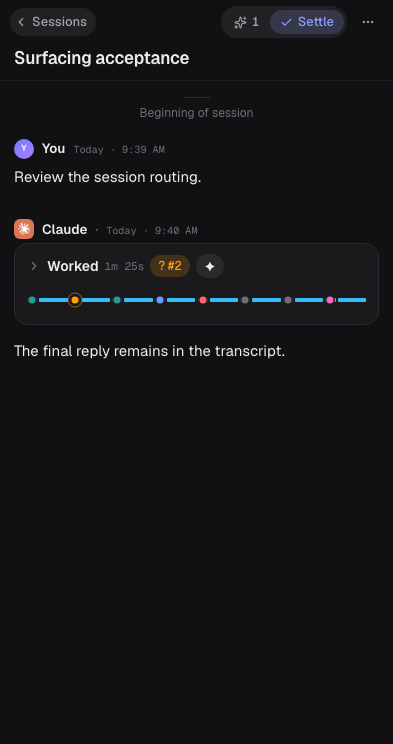 Sessions
1
Settle
Surfacing acceptance
Beginning of session
Y
You Today · 9:39 AM
Review the session routing.
Claude · Today · 9:40 AM
Worked 1m 25s ? #2
The final reply remains in the transcript.